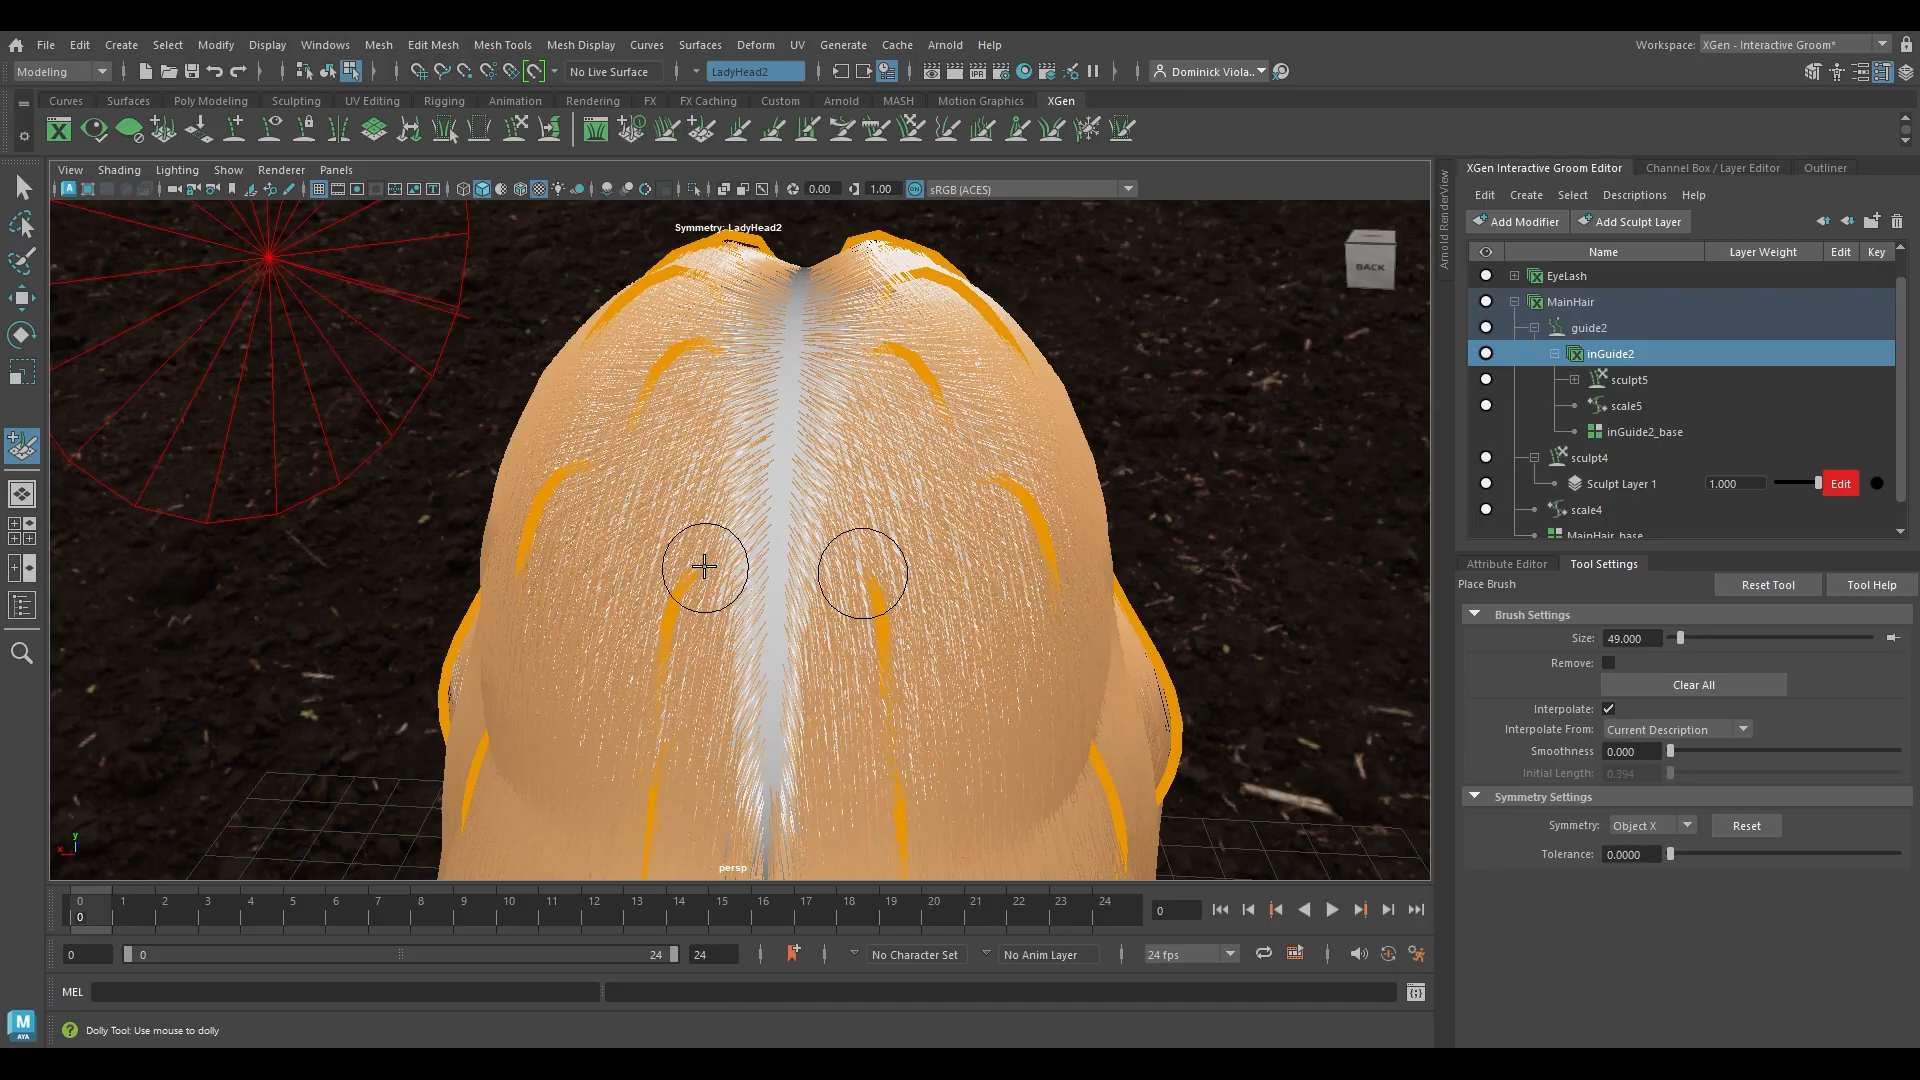 File Edit Create Select Modify Display Windows Mesh Edit Mesh Mesh Tools Mesh Display Curves Surfaces Deform UV Generate Cache Arnold Help
Workspace: XGen - Interactive Groom*
Modeling
No Live Surface
LadyHead2
Dominick Viola..
Curves Surfaces Poly Modeling Sculpting UV Editing Rigging Animation Rendering FX FX Caching Custom Arnold MASH Motion Graphics XGen
View Shading Lighting Show Renderer Panels
0.00 1.00 ON sRGB (ACES)
Symmetry: LadyHead2
BACK
y
x
persp
Arnold RenderView
XGen Interactive Groom Editor Channel Box / Layer Editor Outliner
Edit Create Select Descriptions Help
Add Modifier Add Sculpt Layer
Name Layer Weight Edit Key
EyeLash
MainHair
guide2
inGuide2
sculpt5
scale5
inGuide2_base
sculpt4
Sculpt Layer 1 1.000 Edit
scale4
MainHair_base
Attribute Editor Tool Settings
Place Brush Reset Tool Tool Help
Brush Settings
Size: 49.000
Remove:
Clear All
Interpolate:
Interpolate From: Current Description
Smoothness 0.000
Initial Length: 0.394
Symmetry Settings
Symmetry: Object X Reset
Tolerance: 0.0000
0 1 2 3 4 5 6 7 8 9 10 11 12 13 14 15 16 17 18 19 20 21 22 23 24
0
0
0 0 24 24 No Character Set No Anim Layer 24 fps
MEL
Dolly Tool: Use mouse to dolly
M
AYA